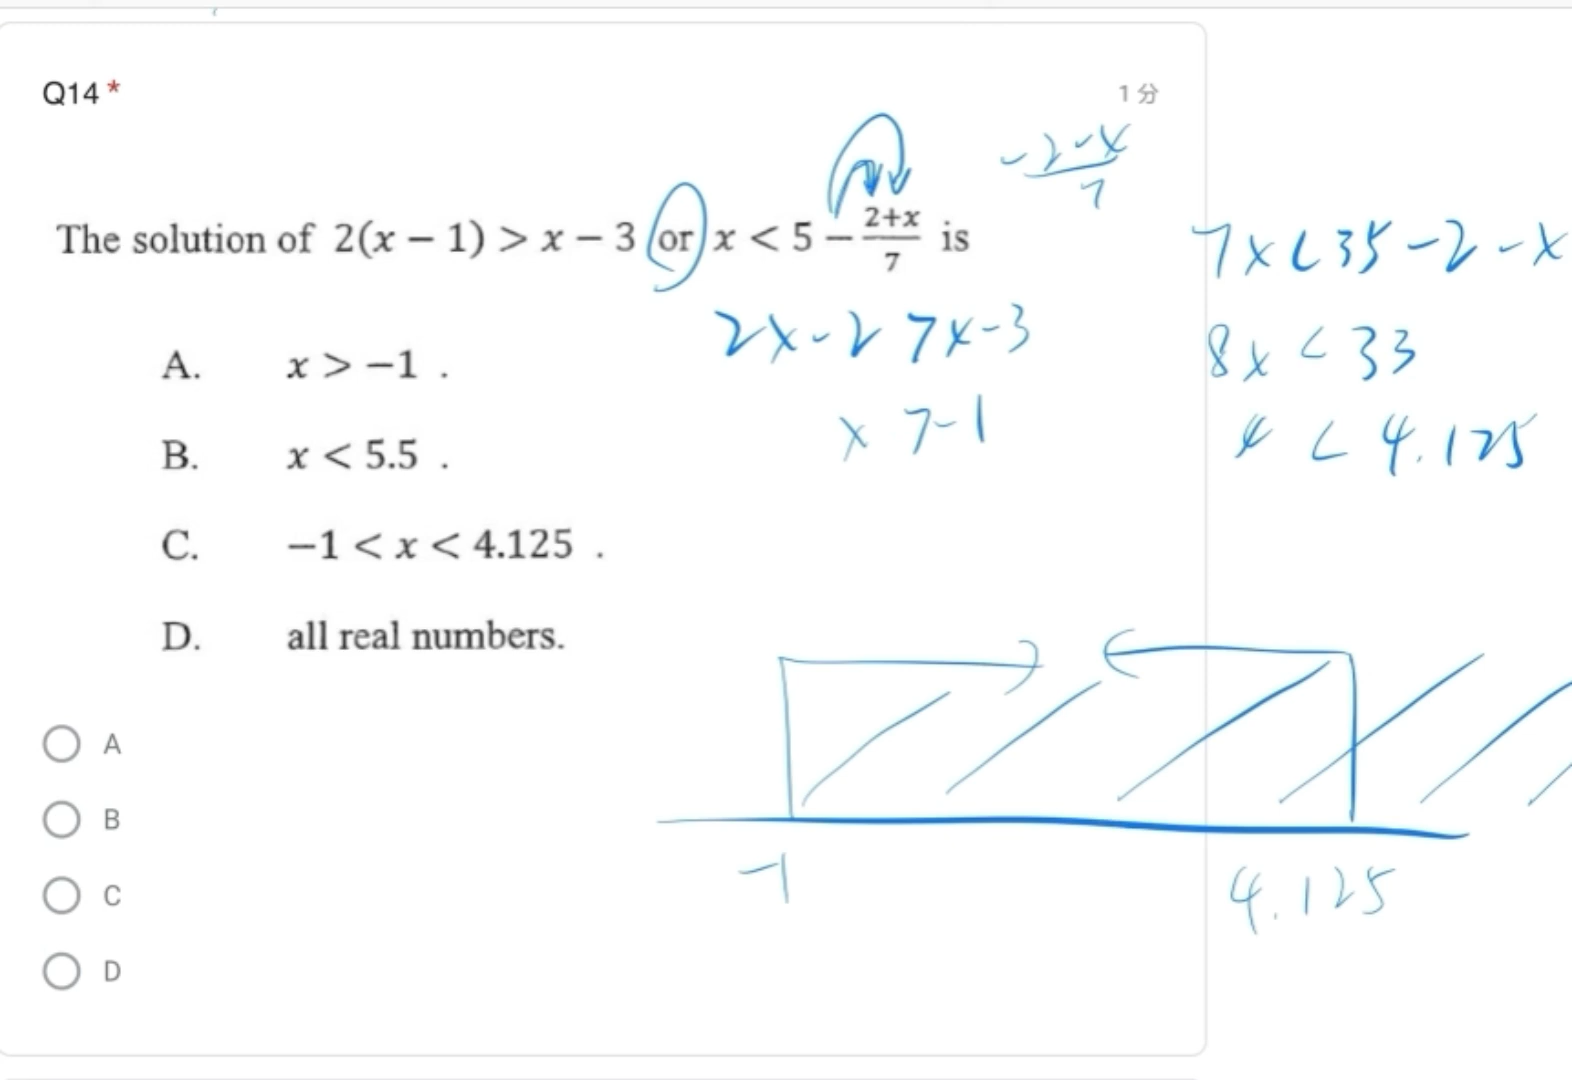 Q14 *
1 分
-2-x
7
The solution of 2(x − 1) > x − 3 or x < 5 − (2+x)/7 is
7x < 35 - 2 - x
2x - 2 > x - 3
8x < 33
A. x > −1 .
x > -1
x < 4.125
B. x < 5.5 .
C. −1 < x < 4.125 .
D. all real numbers.
A
B
-1
4.125
C
D